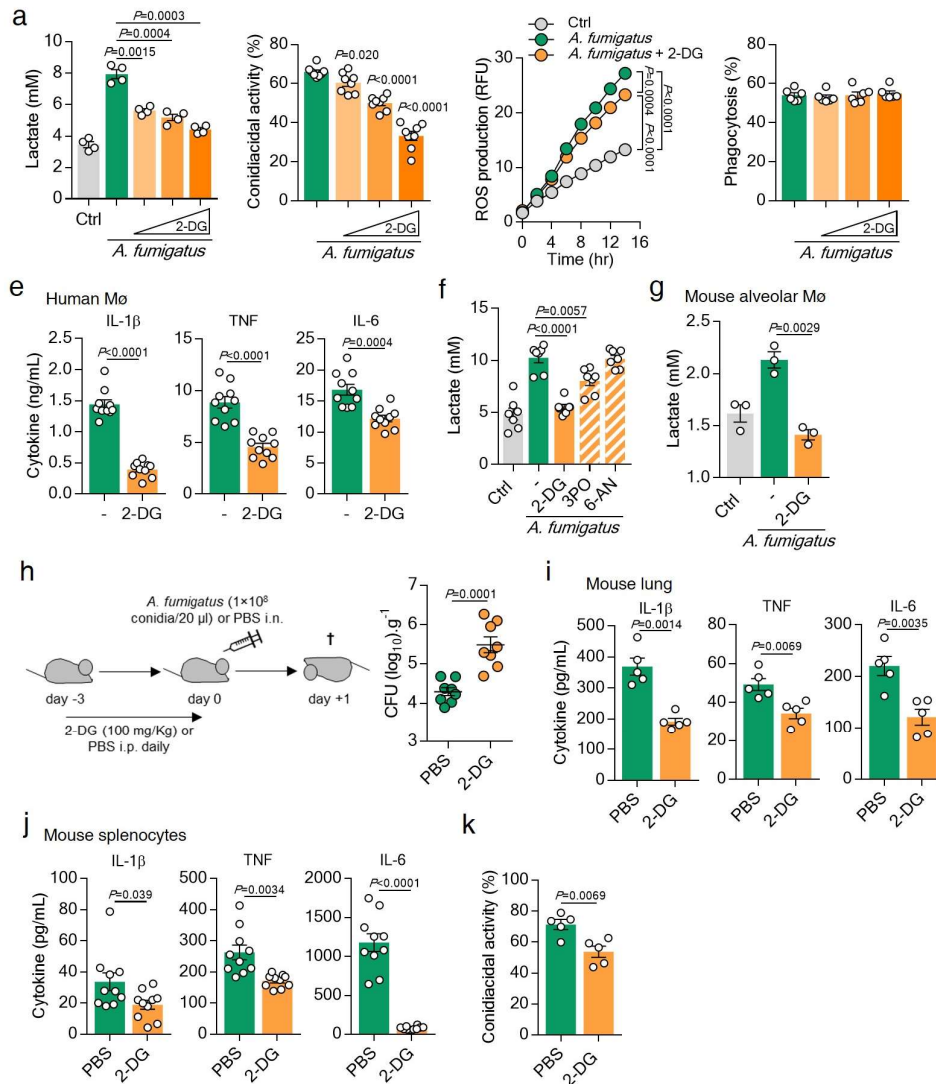 a
Lactate (mM)
10
8
6
4
2
0
P=0.0003
P=0.0004
P=0.0015
Ctrl
2-DG
A. fumigatus
Conidiacidal activity (%)
100
80
60
40
20
0
P=0.020
P<0.0001
P<0.0001
2-DG
A. fumigatus
Ctrl
A. fumigatus
A. fumigatus + 2-DG
ROS production (RFU)
30
20
10
0
0 4 8 12 16
Time (hr)
P=0.0004
P<0.0001
P<0.0001
Phagocytosis (%)
100
80
60
40
20
0
2-DG
A. fumigatus
e
Human Mø
IL-1β
Cytokine (ng/mL)
2.5
2.0
1.5
1.0
0.5
0.0
P<0.0001
- 2-DG
TNF
15
10
5
0
P<0.0001
- 2-DG
IL-6
25
20
15
10
5
0
P=0.0004
- 2-DG
f
Lactate (mM)
15
10
5
0
P=0.0057
P<0.0001
Ctrl
-
2-DG
3PO
6-AN
A. fumigatus
g
Mouse alveolar Mø
Lactate (mM)
2.5
2.0
1.5
1.0
P=0.0029
Ctrl
-
2-DG
A. fumigatus
h
A. fumigatus (1×10⁸
conidia/20 µl) or PBS i.n.
†
day -3
day 0
day +1
2-DG (100 mg/Kg) or
PBS i.p. daily
CFU (log₁₀).g⁻¹
7
6
5
4
3
P=0.0001
PBS
2-DG
i
Mouse lung
IL-1β
Cytokine (pg/mL)
500
400
300
200
100
0
P=0.0014
PBS
2-DG
TNF
80
60
40
20
0
P=0.0069
PBS
2-DG
IL-6
300
200
100
0
P=0.0035
PBS
2-DG
j
Mouse splenocytes
IL-1β
Cytokine (pg/mL)
100
80
60
40
20
0
P=0.039
PBS
2-DG
TNF
500
400
300
200
100
0
P=0.0034
PBS
2-DG
IL-6
2000
1500
1000
500
0
P<0.0001
PBS
2-DG
k
Conidiacidal activity (%)
100
80
60
40
20
0
P=0.0069
PBS
2-DG